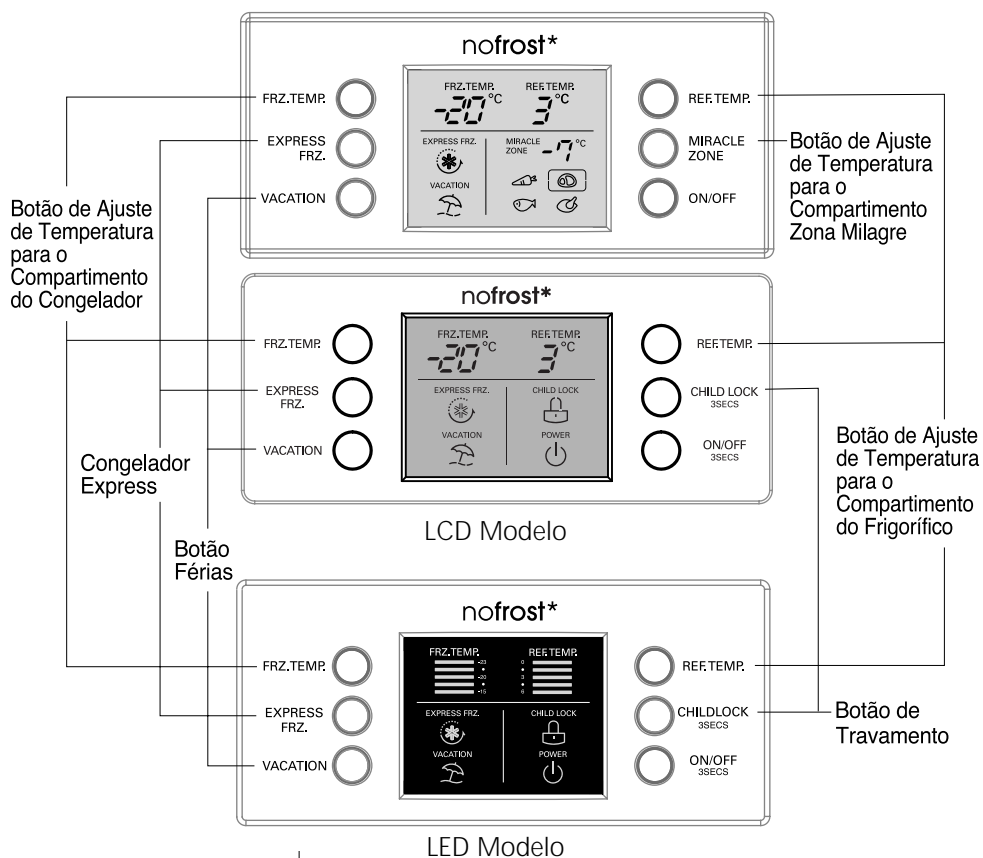 nofrost*
FRZ.TEMP.
EXPRESS
FRZ.
VACATION
FRZ.TEMP.
-20°C
REF.TEMP.
3°C
EXPRESS FRZ.
MIRACLE
ZONE
-7°C
VACATION
REF.TEMP.
MIRACLE
ZONE
ON/OFF
Botão de Ajuste
de Temperatura
para o
Compartimento
Zona Milagre
Botão de Ajuste
de Temperatura
para o
Compartimento
do Congelador
nofrost*
FRZ.TEMP.
EXPRESS
FRZ.
VACATION
FRZ.TEMP.
-20°C
REF.TEMP.
3°C
EXPRESS FRZ.
CHILD LOCK
VACATION
POWER
REF.TEMP.
CHILD LOCK
3SECS
ON/OFF
3SECS
LCD Modelo
Congelador
Express
Botão de Ajuste
de Temperatura
para o
Compartimento
do Frigorífico
Botão
Férias
nofrost*
FRZ.TEMP.
EXPRESS
FRZ.
VACATION
FRZ.TEMP.
-23
-20
-15
REF.TEMP.
0
3
6
EXPRESS FRZ.
CHILD LOCK
VACATION
POWER
REF.TEMP.
CHILDLOCK
3SECS
ON/OFF
3SECS
Botão de
Travamento
LED Modelo